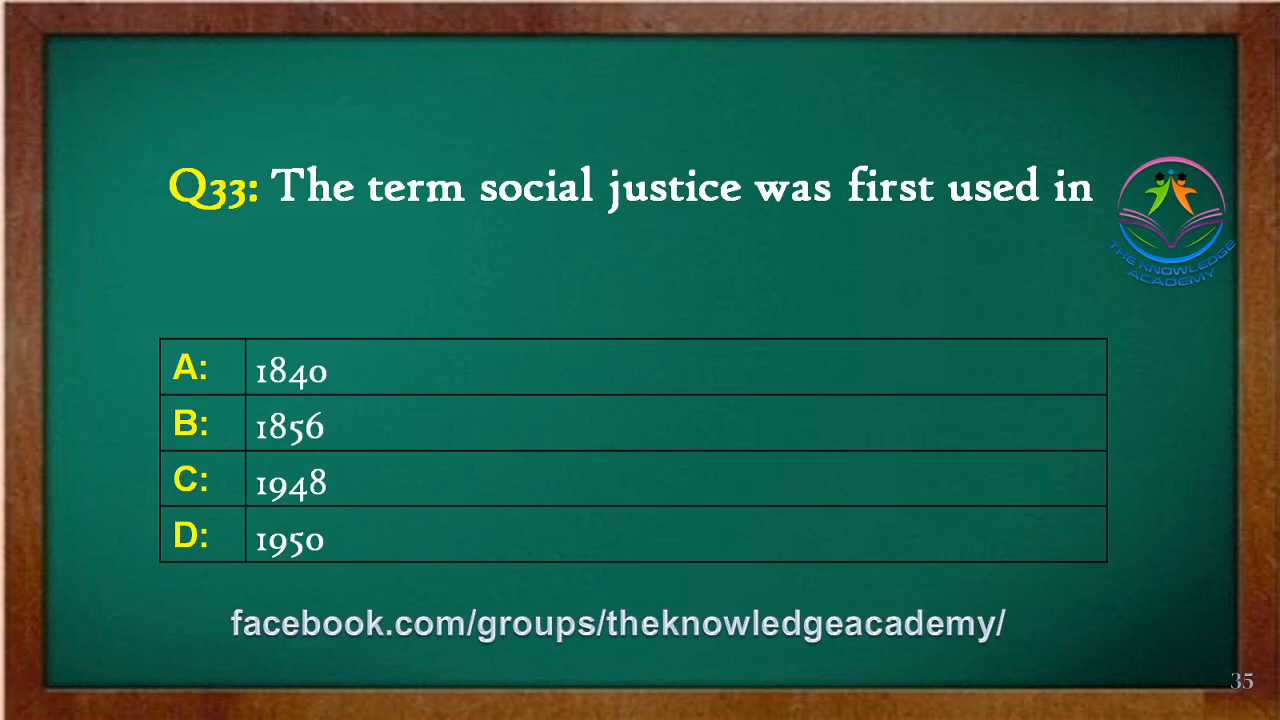 Q33: The term social justice was first used in
THE KNOWLEDGE
ACADEMY
A: 1840
B: 1856
C: 1948
D: 1950
facebook.com/groups/theknowledgeacademy/
35